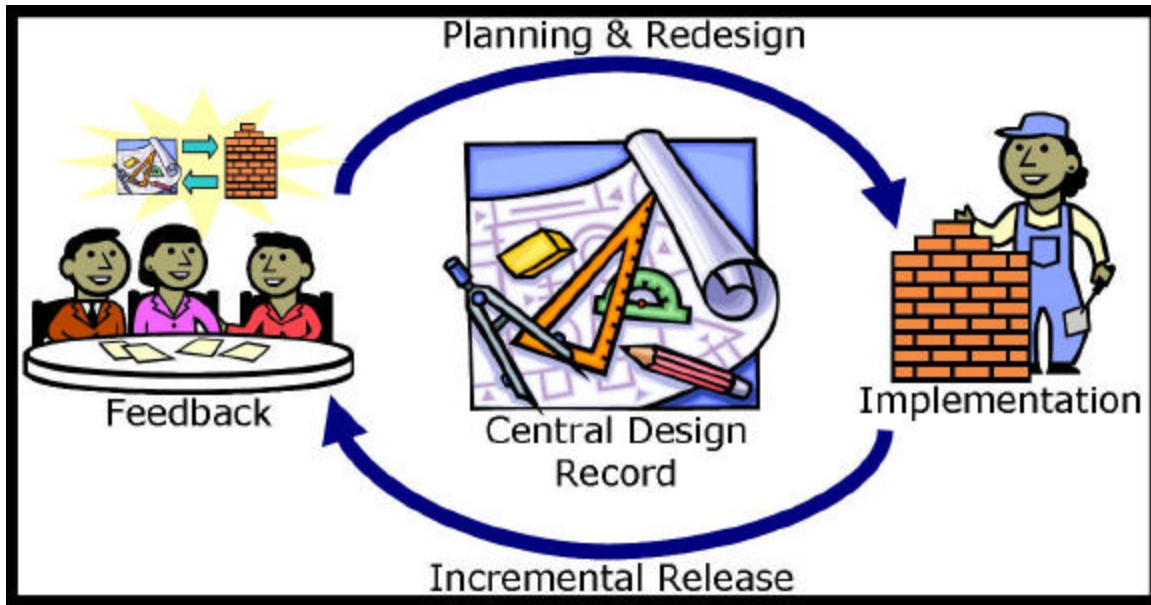 Planning & Redesign
Feedback
Central Design
Record
Implementation
Incremental Release